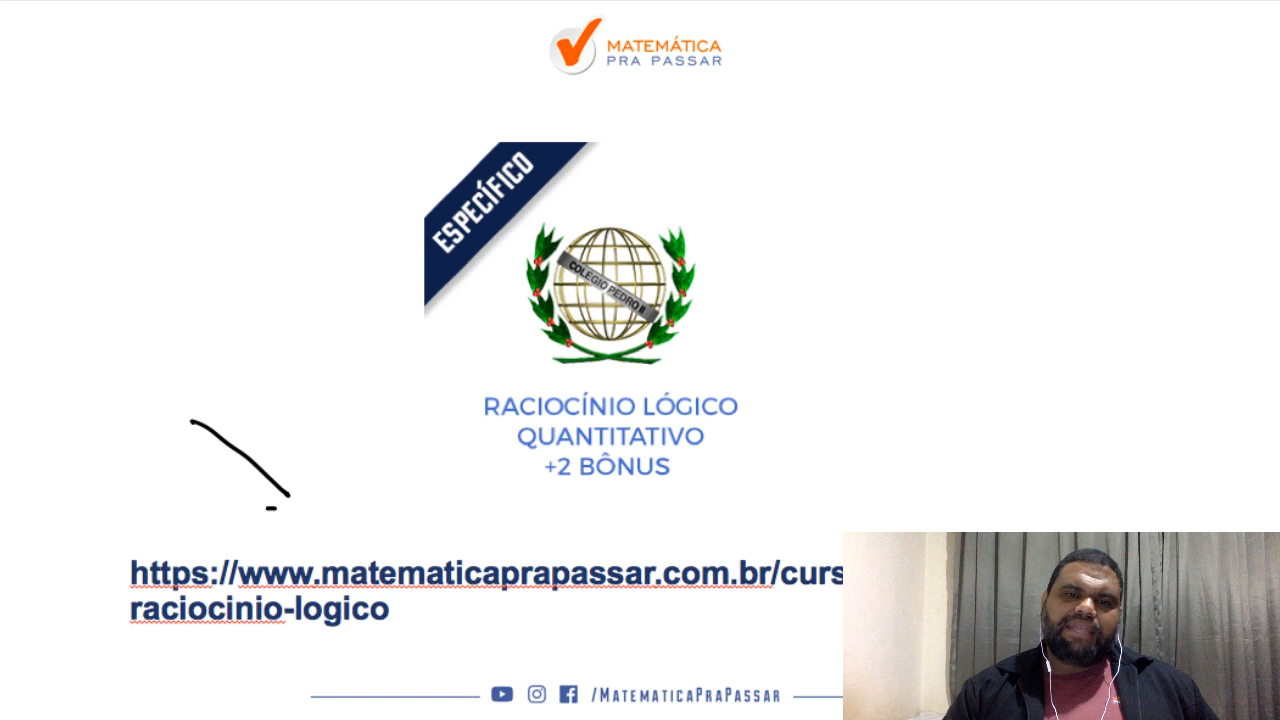 MATEMÁTICA
PRA PASSAR
ESPECÍFICO
COLEGIO PEDRO II
RACIOCÍNIO LÓGICO
QUANTITATIVO
+2 BÔNUS
https://www.matematicaprapassar.com.br/curs
raciocinio-logico
/MATEMATICAPRAPASSAR